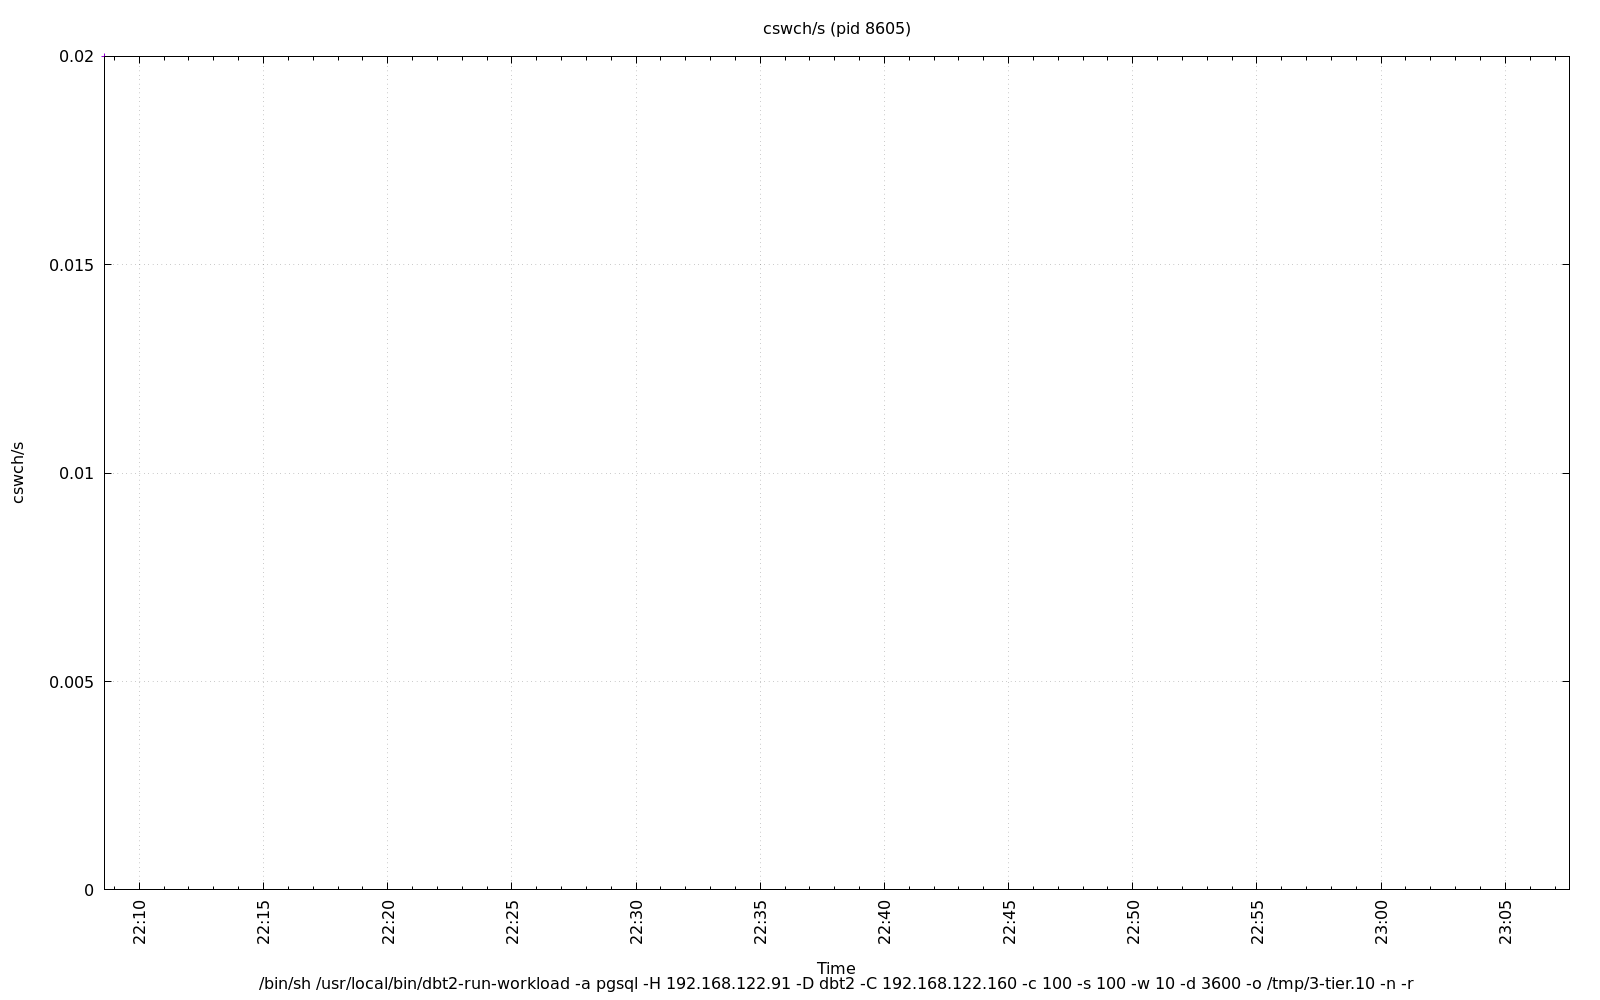 cswch/s (pid 8605)
0.02
0.015
0.01
0.005
0
cswch/s
22:10 22:15 22:20 22:25 22:30 22:35 22:40 22:45 22:50 22:55 23:00 23:05
Time
/bin/sh /usr/local/bin/dbt2-run-workload -a pgsql -H 192.168.122.91 -D dbt2 -C 192.168.122.160 -c 100 -s 100 -w 10 -d 3600 -o /tmp/3-tier.10 -n -r